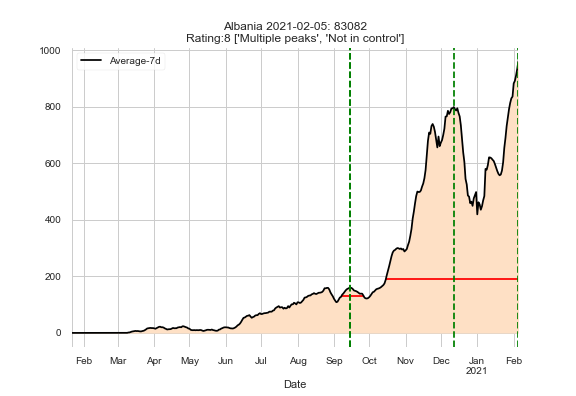 Albania 2021-02-05: 83082
Rating:8 ['Multiple peaks', 'Not in control']
Average-7d
1000
800
600
400
200
0
Feb Mar Apr May Jun Jul Aug Sep Oct Nov Dec Jan Feb
2021
Date